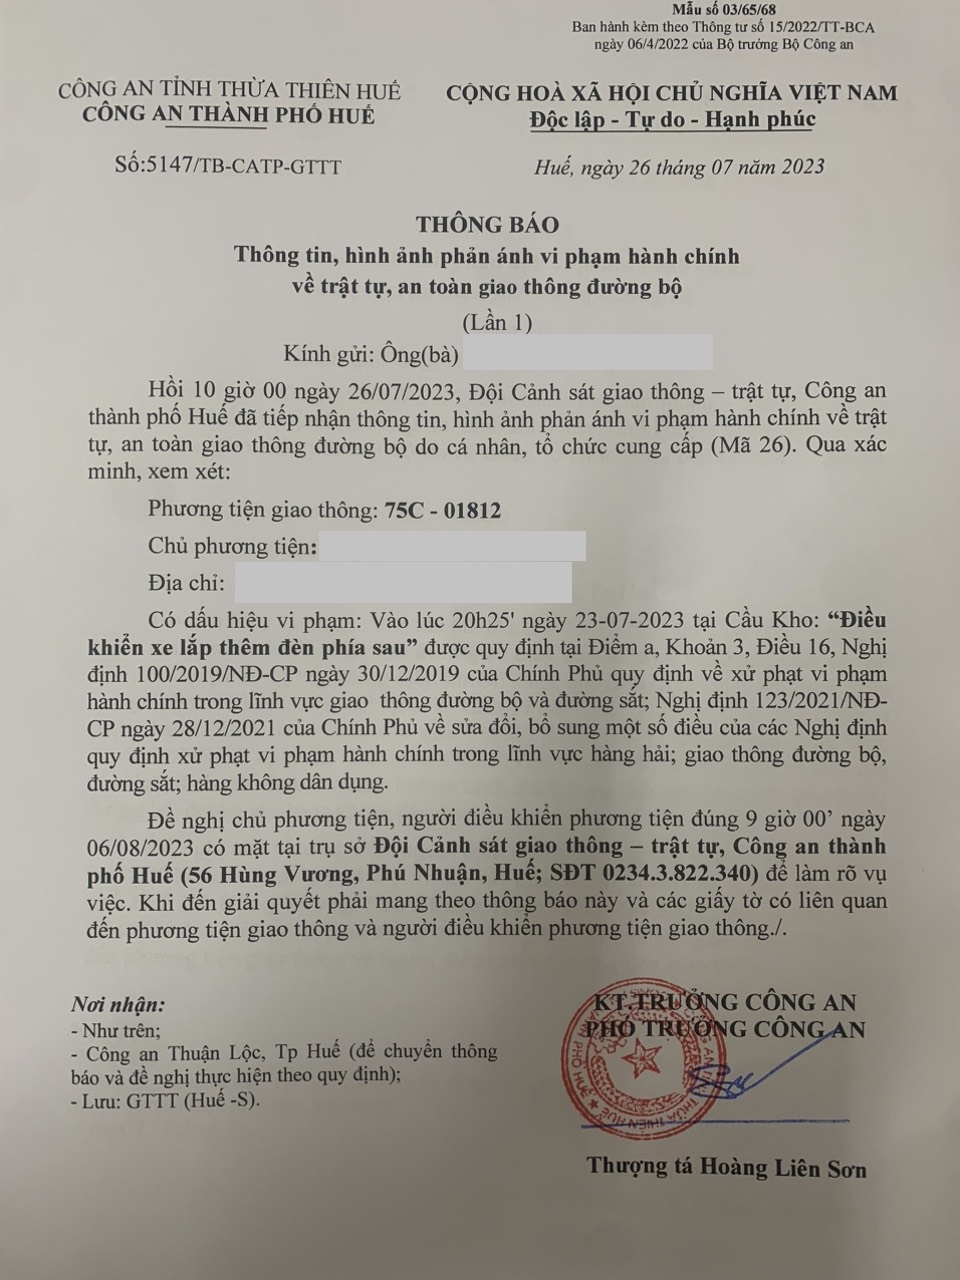 Mẫu số 03/65/68
Ban hành kèm theo Thông tư số 15/2022/TT-BCA
ngày 06/4/2022 của Bộ trưởng Bộ Công an
CÔNG AN TỈNH THỪA THIÊN HUẾ
CÔNG AN THÀNH PHỐ HUẾ
CỘNG HOÀ XÃ HỘI CHỦ NGHĨA VIỆT NAM
Độc lập - Tự do - Hạnh phúc
Số:5147/TB-CATP-GTTT
Huế, ngày 26 tháng 07 năm 2023
THÔNG BÁO
Thông tin, hình ảnh phản ánh vi phạm hành chính
về trật tự, an toàn giao thông đường bộ
(Lần 1)
Kính gửi: Ông(bà)
Hồi 10 giờ 00 ngày 26/07/2023, Đội Cảnh sát giao thông – trật tự, Công an
thành phố Huế đã tiếp nhận thông tin, hình ảnh phản ánh vi phạm hành chính về trật
tự, an toàn giao thông đường bộ do cá nhân, tổ chức cung cấp (Mã 26). Qua xác
minh, xem xét:
Phương tiện giao thông: 75C - 01812
Chủ phương tiện:
Địa chỉ:
Có dấu hiệu vi phạm: Vào lúc 20h25' ngày 23-07-2023 tại Cầu Kho: “Điều
khiển xe lắp thêm đèn phía sau” được quy định tại Điểm a, Khoản 3, Điều 16, Nghị
định 100/2019/NĐ-CP ngày 30/12/2019 của Chính Phủ quy định về xử phạt vi phạm
hành chính trong lĩnh vực giao thông đường bộ và đường sắt; Nghị định 123/2021/NĐ-
CP ngày 28/12/2021 của Chính Phủ về sửa đổi, bổ sung một số điều của các Nghị định
quy định xử phạt vi phạm hành chính trong lĩnh vực hàng hải; giao thông đường bộ,
đường sắt; hàng không dân dụng.
Đề nghị chủ phương tiện, người điều khiển phương tiện đúng 9 giờ 00’ ngày
06/08/2023 có mặt tại trụ sở Đội Cảnh sát giao thông – trật tự, Công an thành
phố Huế (56 Hùng Vương, Phú Nhuận, Huế; SĐT 0234.3.822.340) để làm rõ vụ
việc. Khi đến giải quyết phải mang theo thông báo này và các giấy tờ có liên quan
đến phương tiện giao thông và người điều khiển phương tiện giao thông./.
Nơi nhận:
- Như trên;
- Công an Thuận Lộc, Tp Huế (để chuyển thông
báo và đề nghị thực hiện theo quy định);
- Lưu: GTTT (Huế -S).
KT.TRƯỞNG CÔNG AN
PHÓ TRƯỞNG CÔNG AN
Thượng tá Hoàng Liên Sơn